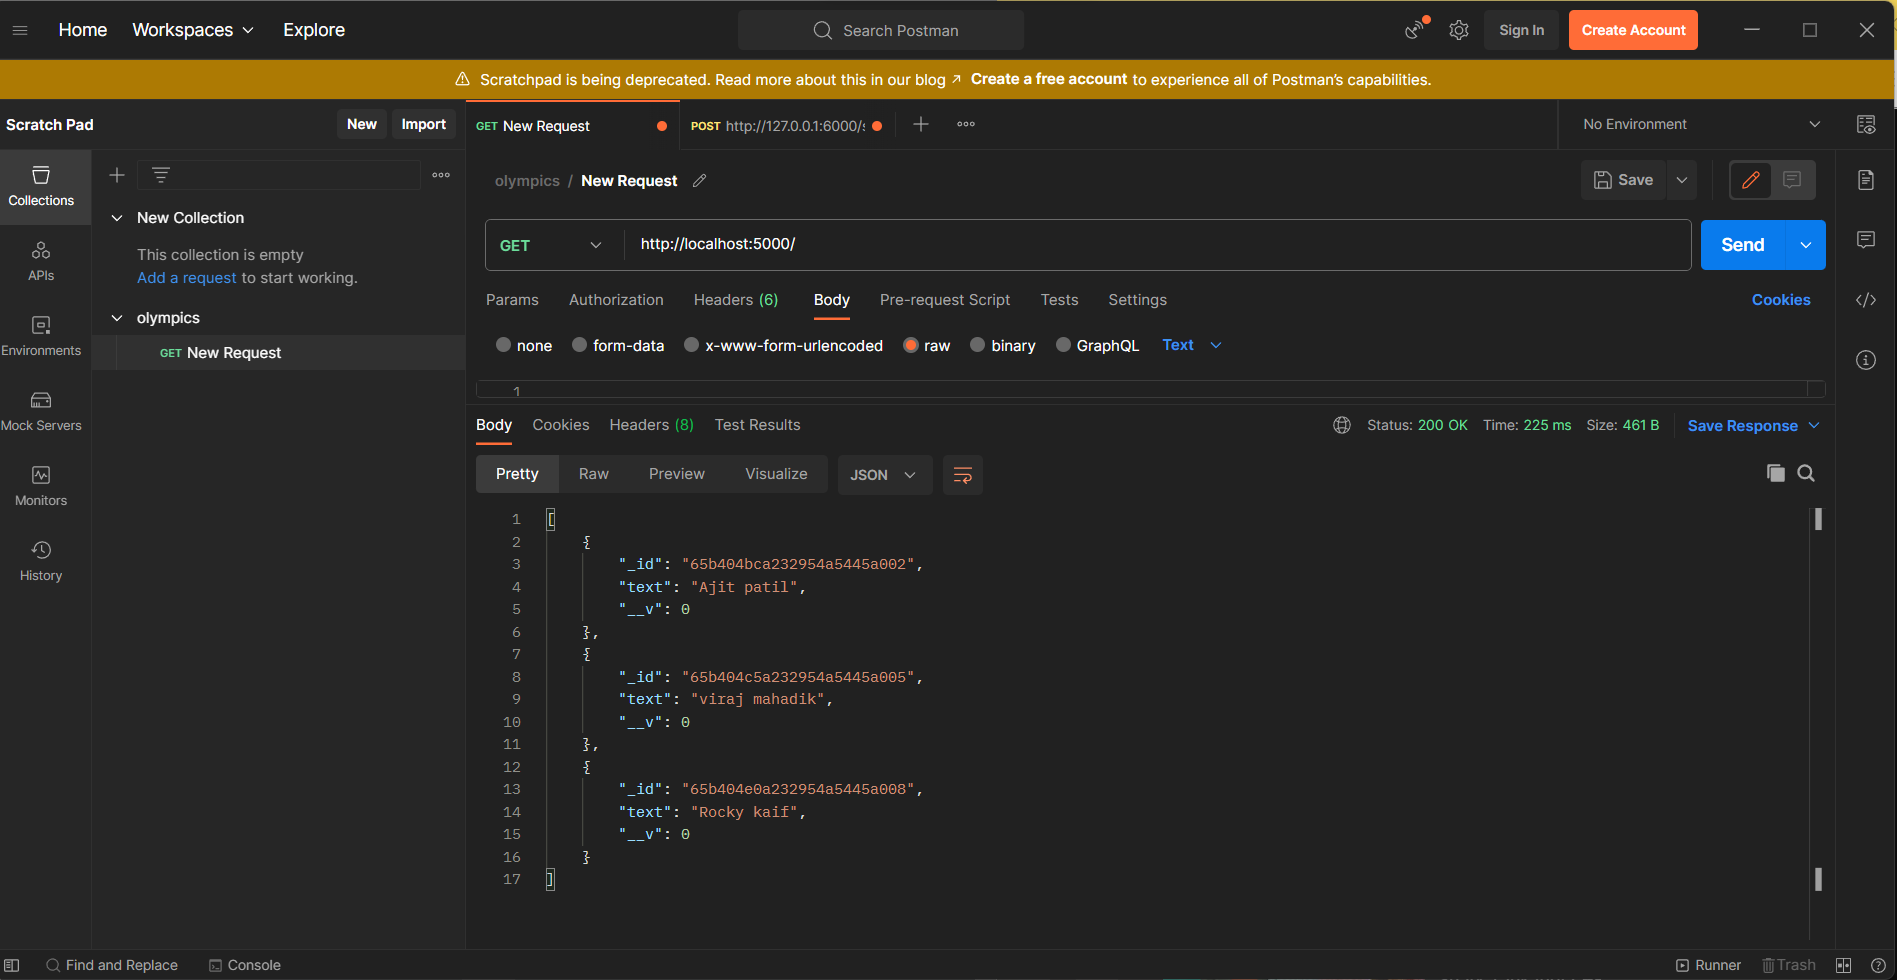 Home Workspaces Explore
Search Postman
Sign In Create Account
Scratchpad is being deprecated. Read more about this in our blog ↗ Create a free account to experience all of Postman's capabilities.
Scratch Pad New Import
GET New Request POST http://127.0.0.1:6000/
No Environment
Collections
APIs
Environments
Mock Servers
Monitors
History
New Collection
This collection is empty
Add a request to start working.
olympics
GET New Request
olympics / New Request
Save
GET http://localhost:5000/ Send
Params Authorization Headers (6) Body Pre-request Script Tests Settings Cookies
none form-data x-www-form-urlencoded raw binary GraphQL Text
1
Body Cookies Headers (8) Test Results Status: 200 OK Time: 225 ms Size: 461 B Save Response
Pretty Raw Preview Visualize JSON
1 [
2 {
3 "_id": "65b404bca232954a5445a002",
4 "text": "Ajit patil",
5 "__v": 0
6 },
7 {
8 "_id": "65b404c5a232954a5445a005",
9 "text": "viraj mahadik",
10 "__v": 0
11 },
12 {
13 "_id": "65b404e0a232954a5445a008",
14 "text": "Rocky kaif",
15 "__v": 0
16 }
17 ]
Find and Replace Console Runner Trash